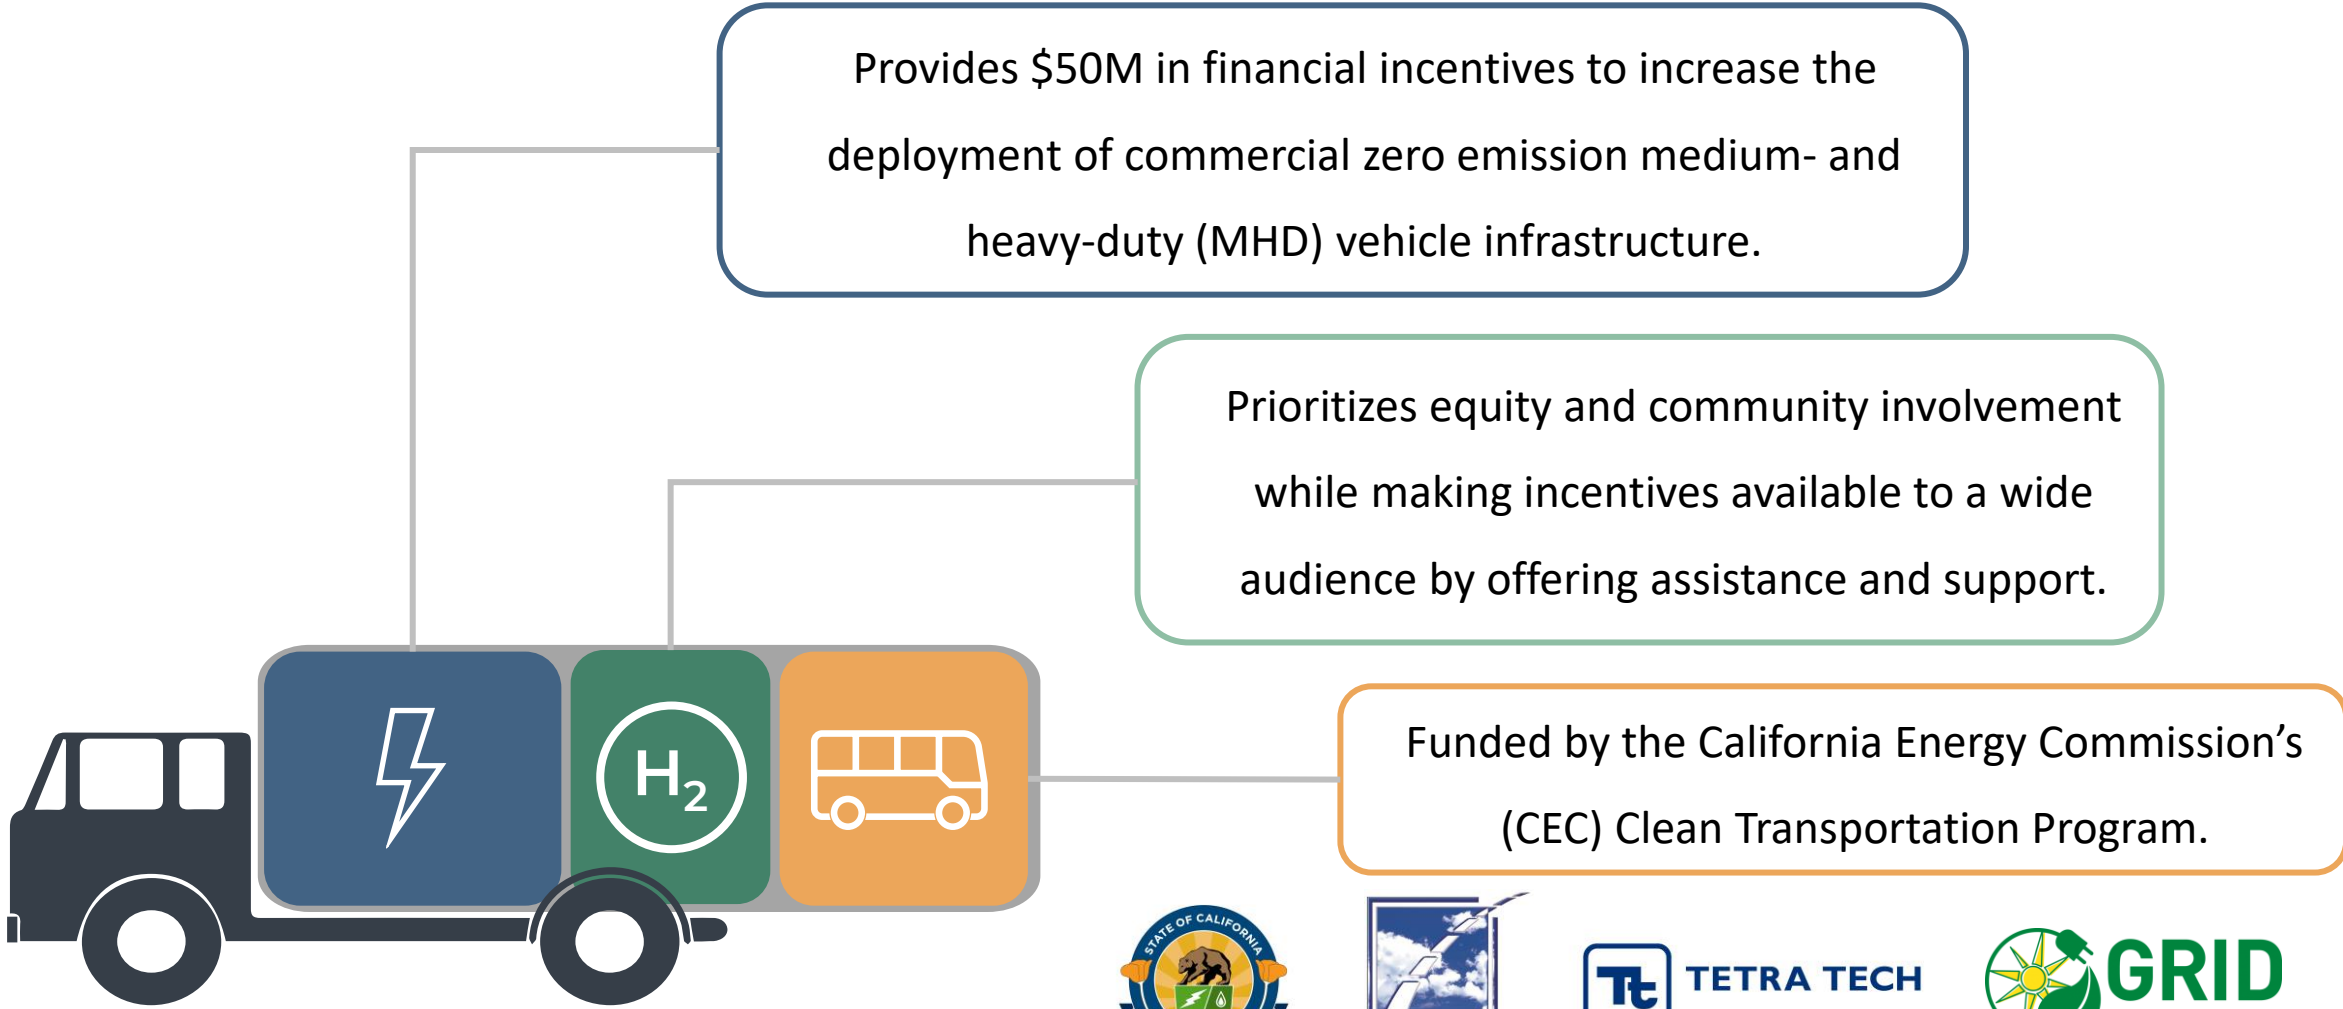 Provides $50M in financial incentives to increase the
deployment of commercial zero emission medium- and
heavy-duty (MHD) vehicle infrastructure.
Prioritizes equity and community involvement
while making incentives available to a wide
audience by offering assistance and support.
Funded by the California Energy Commission’s
(CEC) Clean Transportation Program.
H₂
STATE OF CALIFORNIA
Tt TETRA TECH
GRID